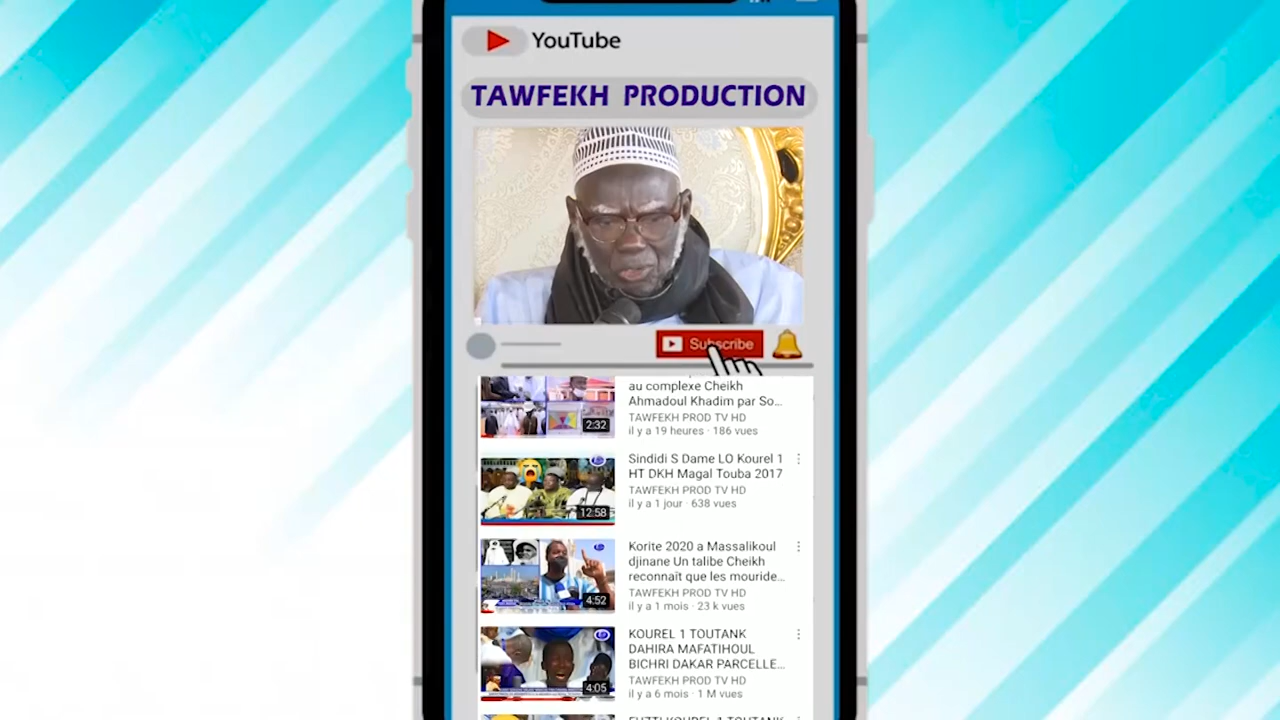 YouTube
TAWFEKH PRODUCTION
Subscribe
au complexe Cheikh
Ahmadoul Khadim par So...
TAWFEKH PROD TV HD
il y a 19 heures · 186 vues
2:32
Sindidi S Dame LO Kourel 1
HT DKH Magal Touba 2017
TAWFEKH PROD TV HD
il y a 1 jour · 638 vues
12:58
Korite 2020 a Massalikoul
djinane Un talibe Cheikh
reconnaît que les mouride...
TAWFEKH PROD TV HD
il y a 1 mois · 23 k vues
4:52
KOUREL 1 TOUTANK
DAHIRA MAFATIHOUL
BICHRI DAKAR PARCELLE...
TAWFEKH PROD TV HD
il y a 6 mois · 1 M vues
4:05